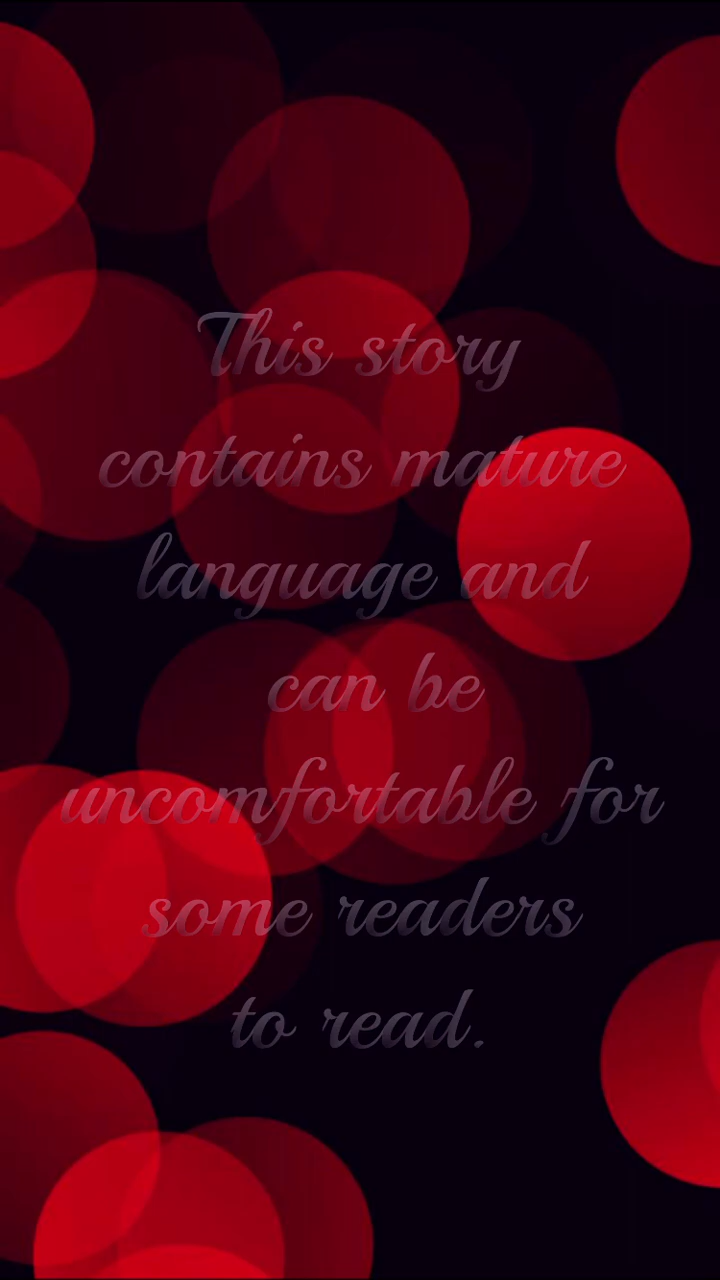 This story
contains mature
language and
can be
uncomfortable for
some readers
to read.